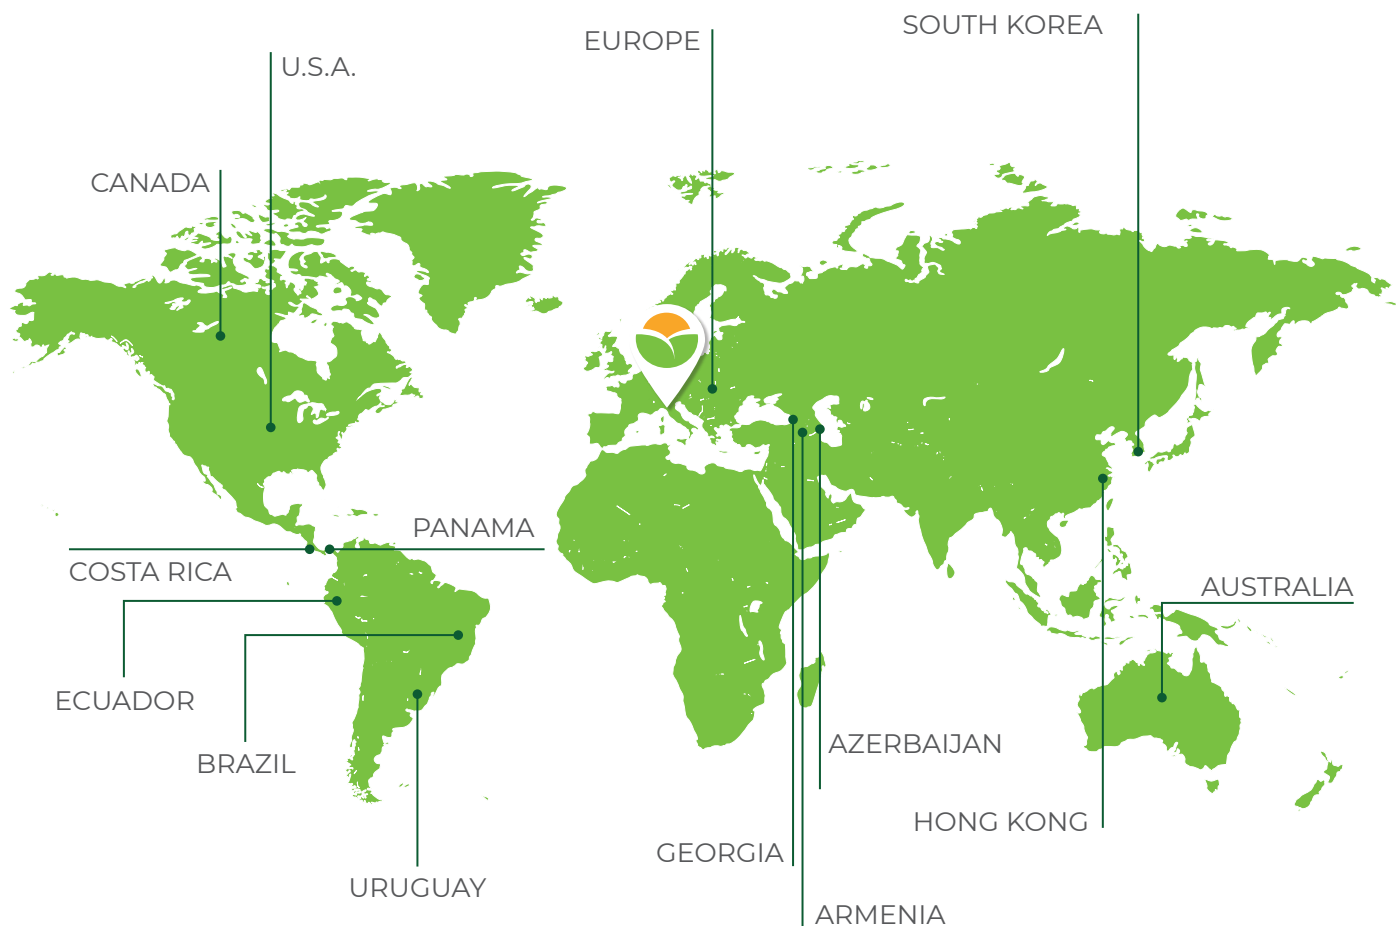 SOUTH KOREA
EUROPE
U.S.A.
CANADA
PANAMA
COSTA RICA
AUSTRALIA
ECUADOR
BRAZIL
AZERBAIJAN
HONG KONG
GEORGIA
URUGUAY
ARMENIA